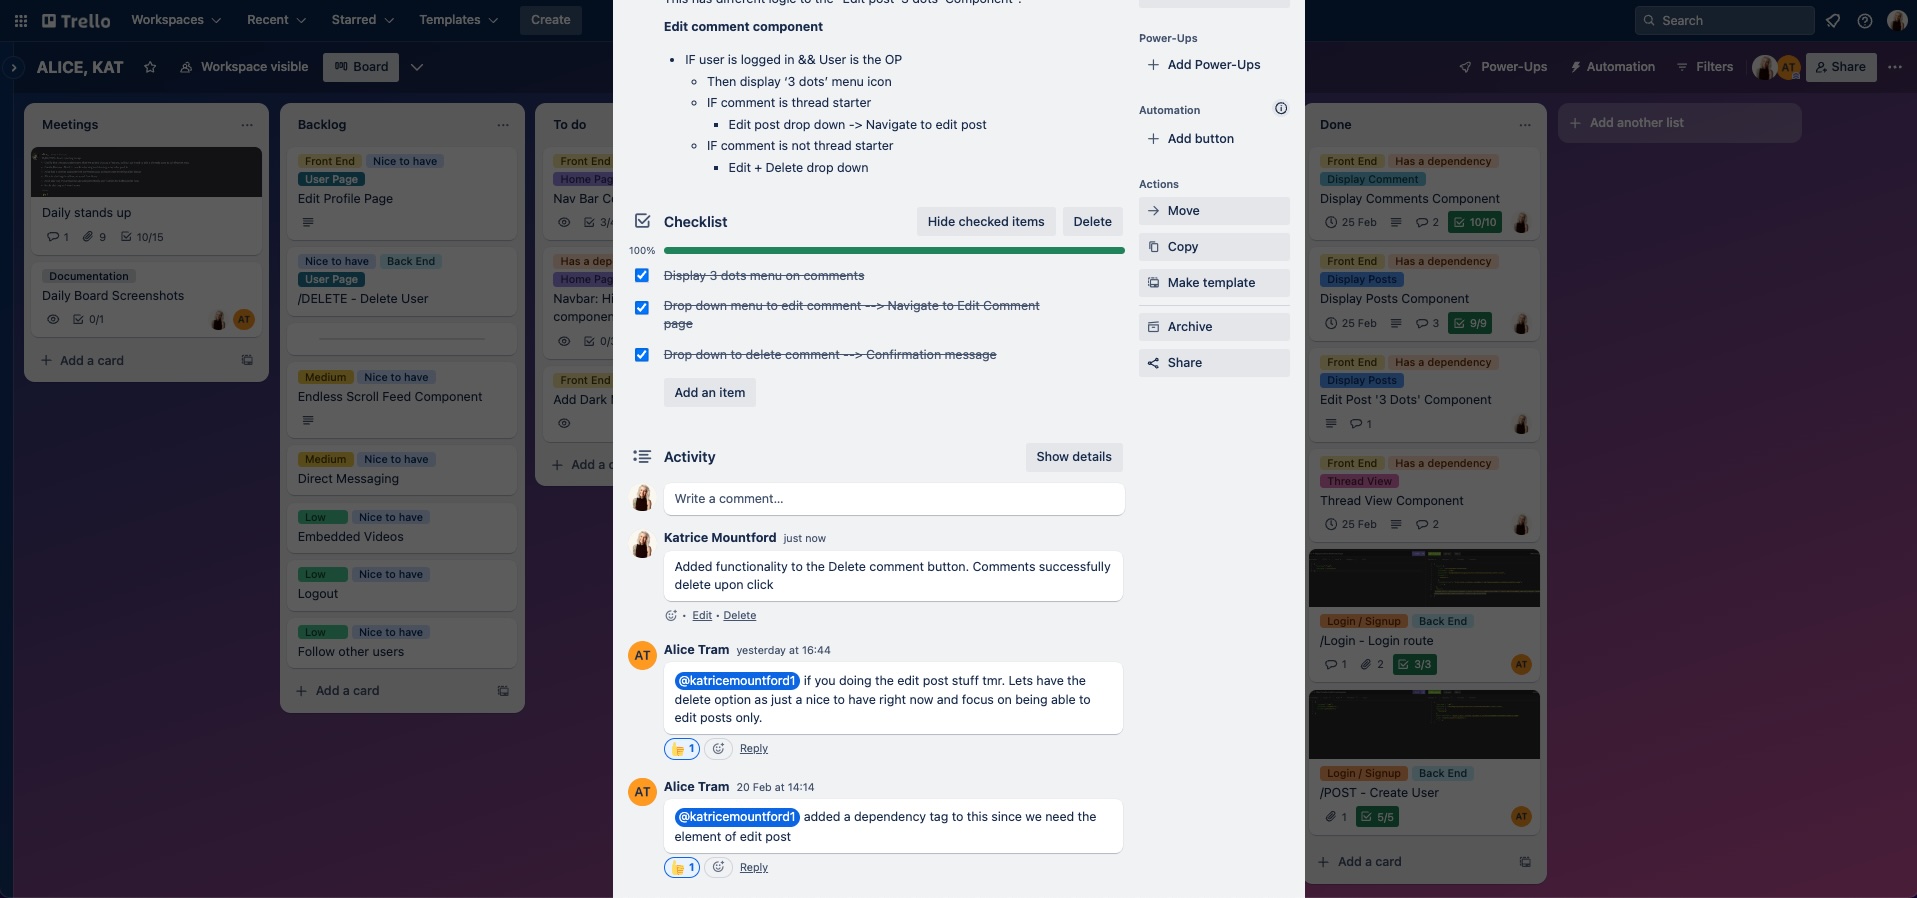 Trello
Workspaces
Recent
Starred
Templates
Create
Search
ALICE, KAT
Workspace visible
Board
Power-Ups
Automation
Filters
AT
Share
Meetings
Daily stands up
1
9
10/15
Documentation
Daily Board Screenshots
0/1
AT
Add a card
Backlog
Front End
Nice to have
User Page
Edit Profile Page
Nice to have
Back End
User Page
/DELETE - Delete User
Medium
Nice to have
Endless Scroll Feed Component
Medium
Nice to have
Direct Messaging
Low
Nice to have
Embedded Videos
Low
Nice to have
Logout
Low
Nice to have
Follow other users
Add a card
To do
Front End
Home Pag
Nav Bar C
3/4
Has a dep
Home Pag
Navbar: Hi
componen
0/3
Front End
Add Dark
Add a c
Edit comment component
• IF user is logged in && User is the OP
◦ Then display ‘3 dots’ menu icon
◦ IF comment is thread starter
▪ Edit post drop down -> Navigate to edit post
◦ IF comment is not thread starter
▪ Edit + Delete drop down
Checklist
Hide checked items
Delete
100%
Display 3 dots menu on comments
Drop down menu to edit comment --> Navigate to Edit Comment
page
Drop down to delete comment --> Confirmation message
Add an item
Activity
Show details
Write a comment…
Katrice Mountford just now
Added functionality to the Delete comment button. Comments successfully
delete upon click
• Edit • Delete
AT
Alice Tram yesterday at 16:44
@katricemountford1 if you doing the edit post stuff tmr. Lets have the
delete option as just a nice to have right now and focus on being able to
edit posts only.
1
Reply
AT
Alice Tram 20 Feb at 14:14
@katricemountford1 added a dependency tag to this since we need the
element of edit post
1
Reply
Power-Ups
Add Power-Ups
Automation
Add button
Actions
Move
Copy
Make template
Archive
Share
Done
Front End
Has a dependency
Display Comment
Display Comments Component
25 Feb
2
10/10
Front End
Has a dependency
Display Posts
Display Posts Component
25 Feb
3
9/9
Front End
Has a dependency
Display Posts
Edit Post '3 Dots' Component
1
Front End
Has a dependency
Thread View
Thread View Component
25 Feb
2
Login / Signup
Back End
/Login - Login route
1
2
3/3
AT
Login / Signup
Back End
/POST - Create User
1
5/5
AT
Add a card
Add another list